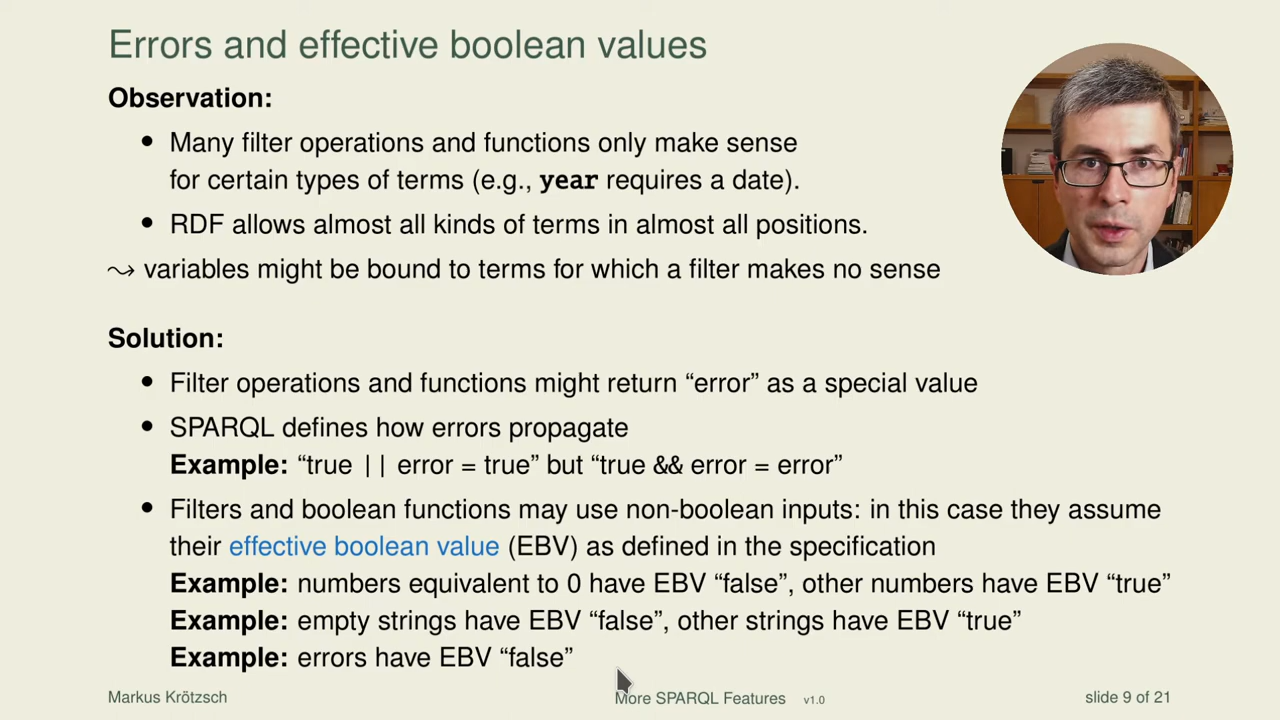 Errors and effective boolean values
Observation:
• Many filter operations and functions only make sense
for certain types of terms (e.g., year requires a date).
• RDF allows almost all kinds of terms in almost all positions.
⤳ variables might be bound to terms for which a filter makes no sense
Solution:
• Filter operations and functions might return “error” as a special value
• SPARQL defines how errors propagate
Example: “true || error = true” but “true && error = error”
• Filters and boolean functions may use non-boolean inputs: in this case they assume
their effective boolean value (EBV) as defined in the specification
Example: numbers equivalent to 0 have EBV “false”, other numbers have EBV “true”
Example: empty strings have EBV “false”, other strings have EBV “true”
Example: errors have EBV “false”
Markus Krötzsch More SPARQL Features v1.0 slide 9 of 21